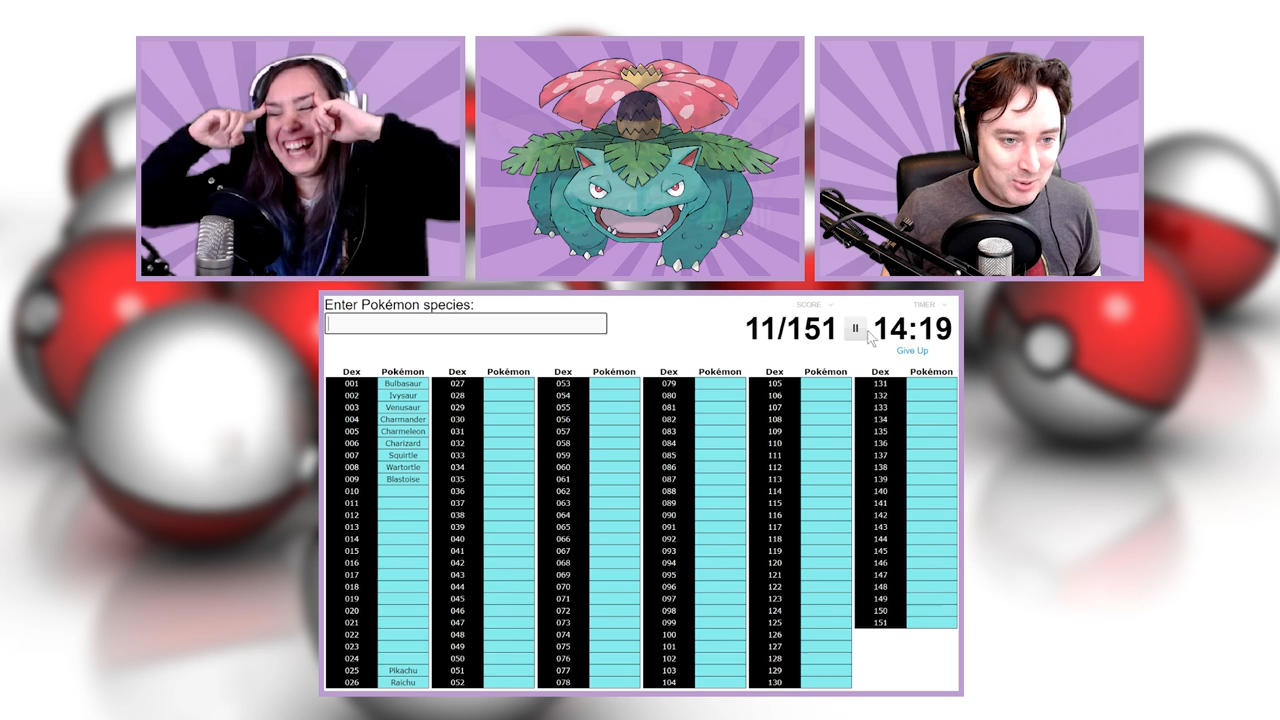 Enter Pokémon species:
SCORE TIMER
11/151 14:19
Give Up
Dex Pokémon Dex Pokémon Dex Pokémon Dex Pokémon Dex Pokémon Dex Pokémon
001 Bulbasaur 027 053 079 105 131
002 Ivysaur 028 054 080 106 132
003 Venusaur 029 055 081 107 133
004 Charmander 030 056 082 108 134
005 Charmeleon 031 057 083 109 135
006 Charizard 032 058 084 110 136
007 Squirtle 033 059 085 111 137
008 Wartortle 034 060 086 112 138
009 Blastoise 035 061 087 113 139
010 036 062 088 114 140
011 037 063 089 115 141
012 038 064 090 116 142
013 039 065 091 117 143
014 040 066 092 118 144
015 041 067 093 119 145
016 042 068 094 120 146
017 043 069 095 121 147
018 044 070 096 122 148
019 045 071 097 123 149
020 046 072 098 124 150
021 047 073 099 125 151
022 048 074 100 126
023 049 075 101 127
024 050 076 102 128
025 Pikachu 051 077 103 129
026 Raichu 052 078 104 130